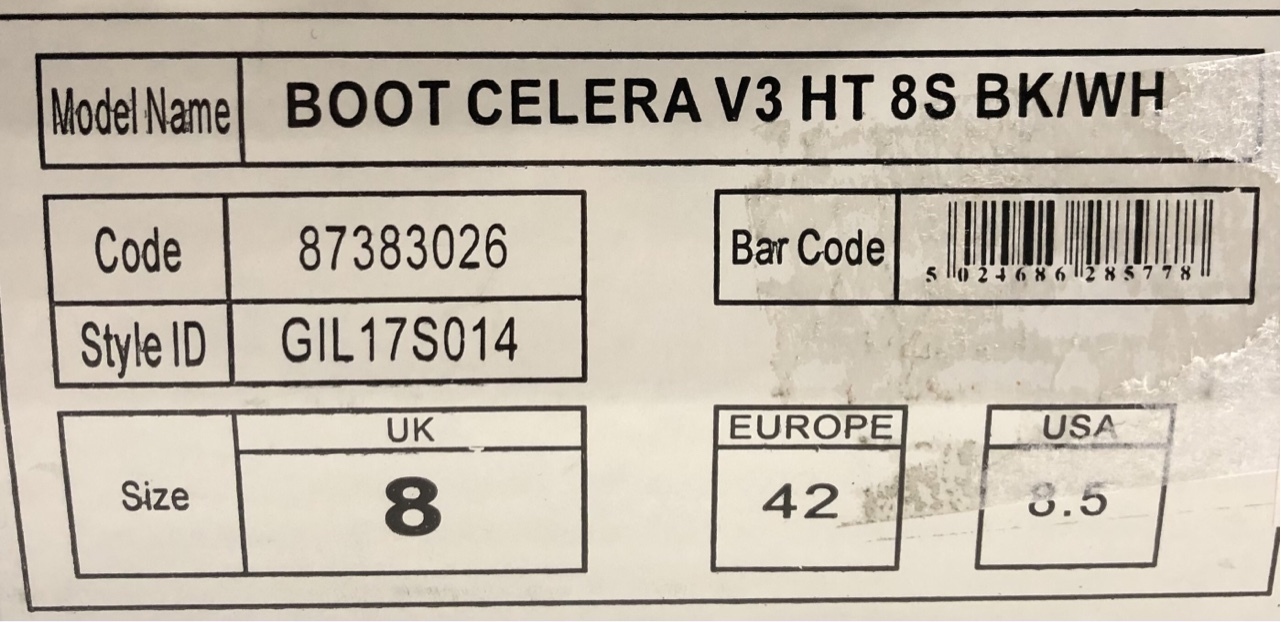 Model Name BOOT CELERA V3 HT 8S BK/WH
Code 87383026
Bar Code 5 024686 285778
Style ID GIL17S014
UK EUROPE USA
Size 8 42 8.5